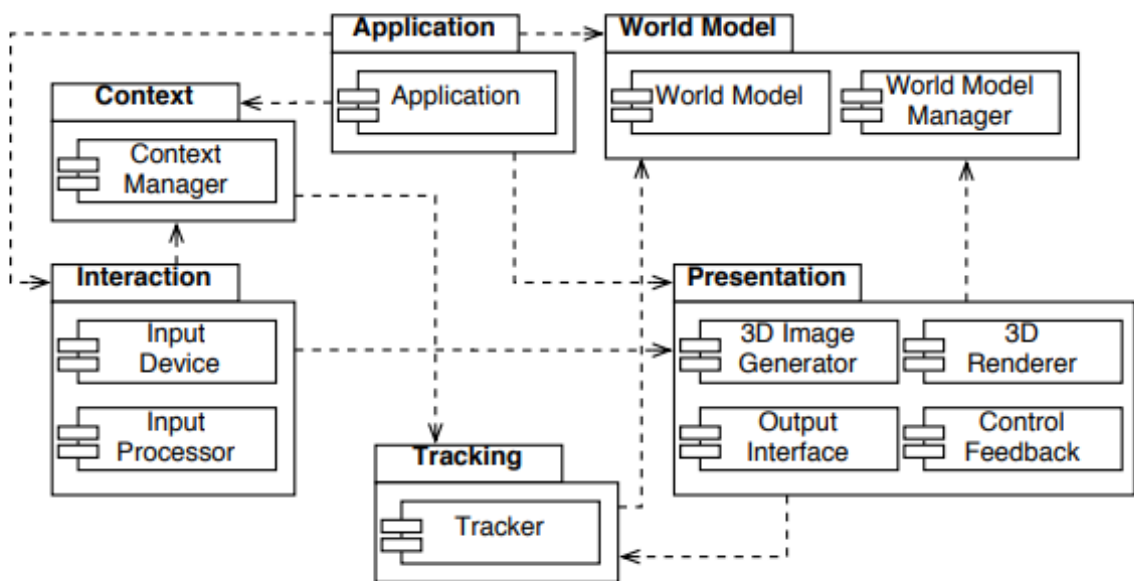 Application
Application
World Model
World Model
World Model
Manager
Context
Context
Manager
Interaction
Input
Device
Input
Processor
Presentation
3D Image
Generator
3D
Renderer
Output
Interface
Control
Feedback
Tracking
Tracker